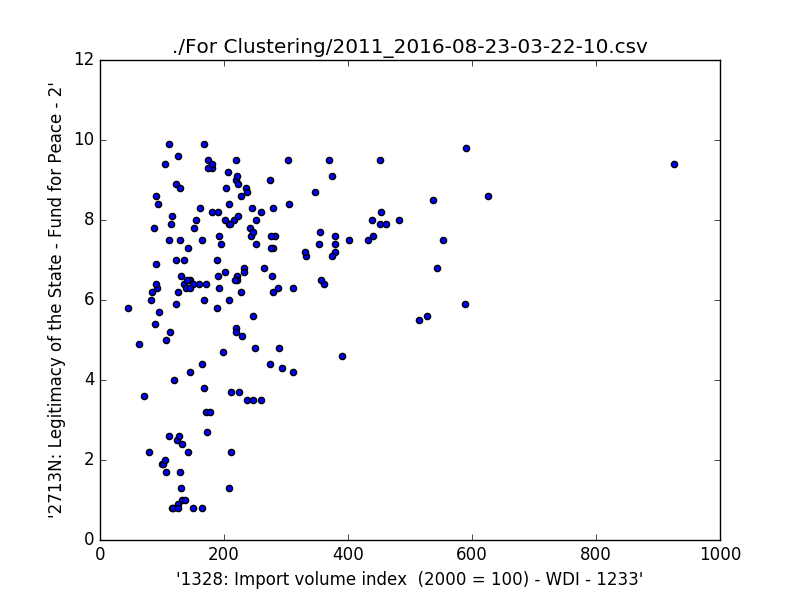 ./For Clustering/2011_2016-08-23-03-22-10.csv
12
10
8
6
4
2
0
'2713N: Legitimacy of the State - Fund for Peace - 2'
0 200 400 600 800 1000
'1328: Import volume index  (2000 = 100) - WDI - 1233'